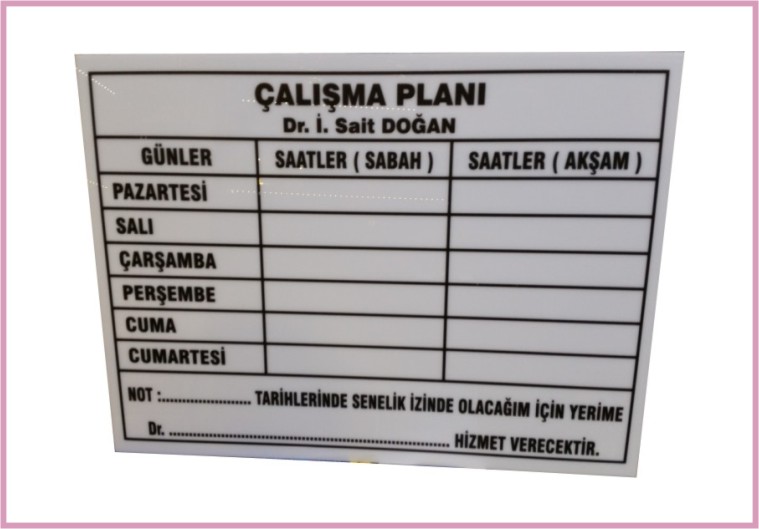 ÇALIŞMA PLANI
Dr. İ. Sait DOĞAN
GÜNLER SAATLER ( SABAH ) SAATLER ( AKŞAM )
PAZARTESİ
SALI
ÇARŞAMBA
PERŞEMBE
CUMA
CUMARTESİ
NOT :...................... TARİHLERİNDE SENELİK İZİNDE OLACAĞIM İÇİN YERİME
Dr. .................................................................. HİZMET VERECEKTİR.